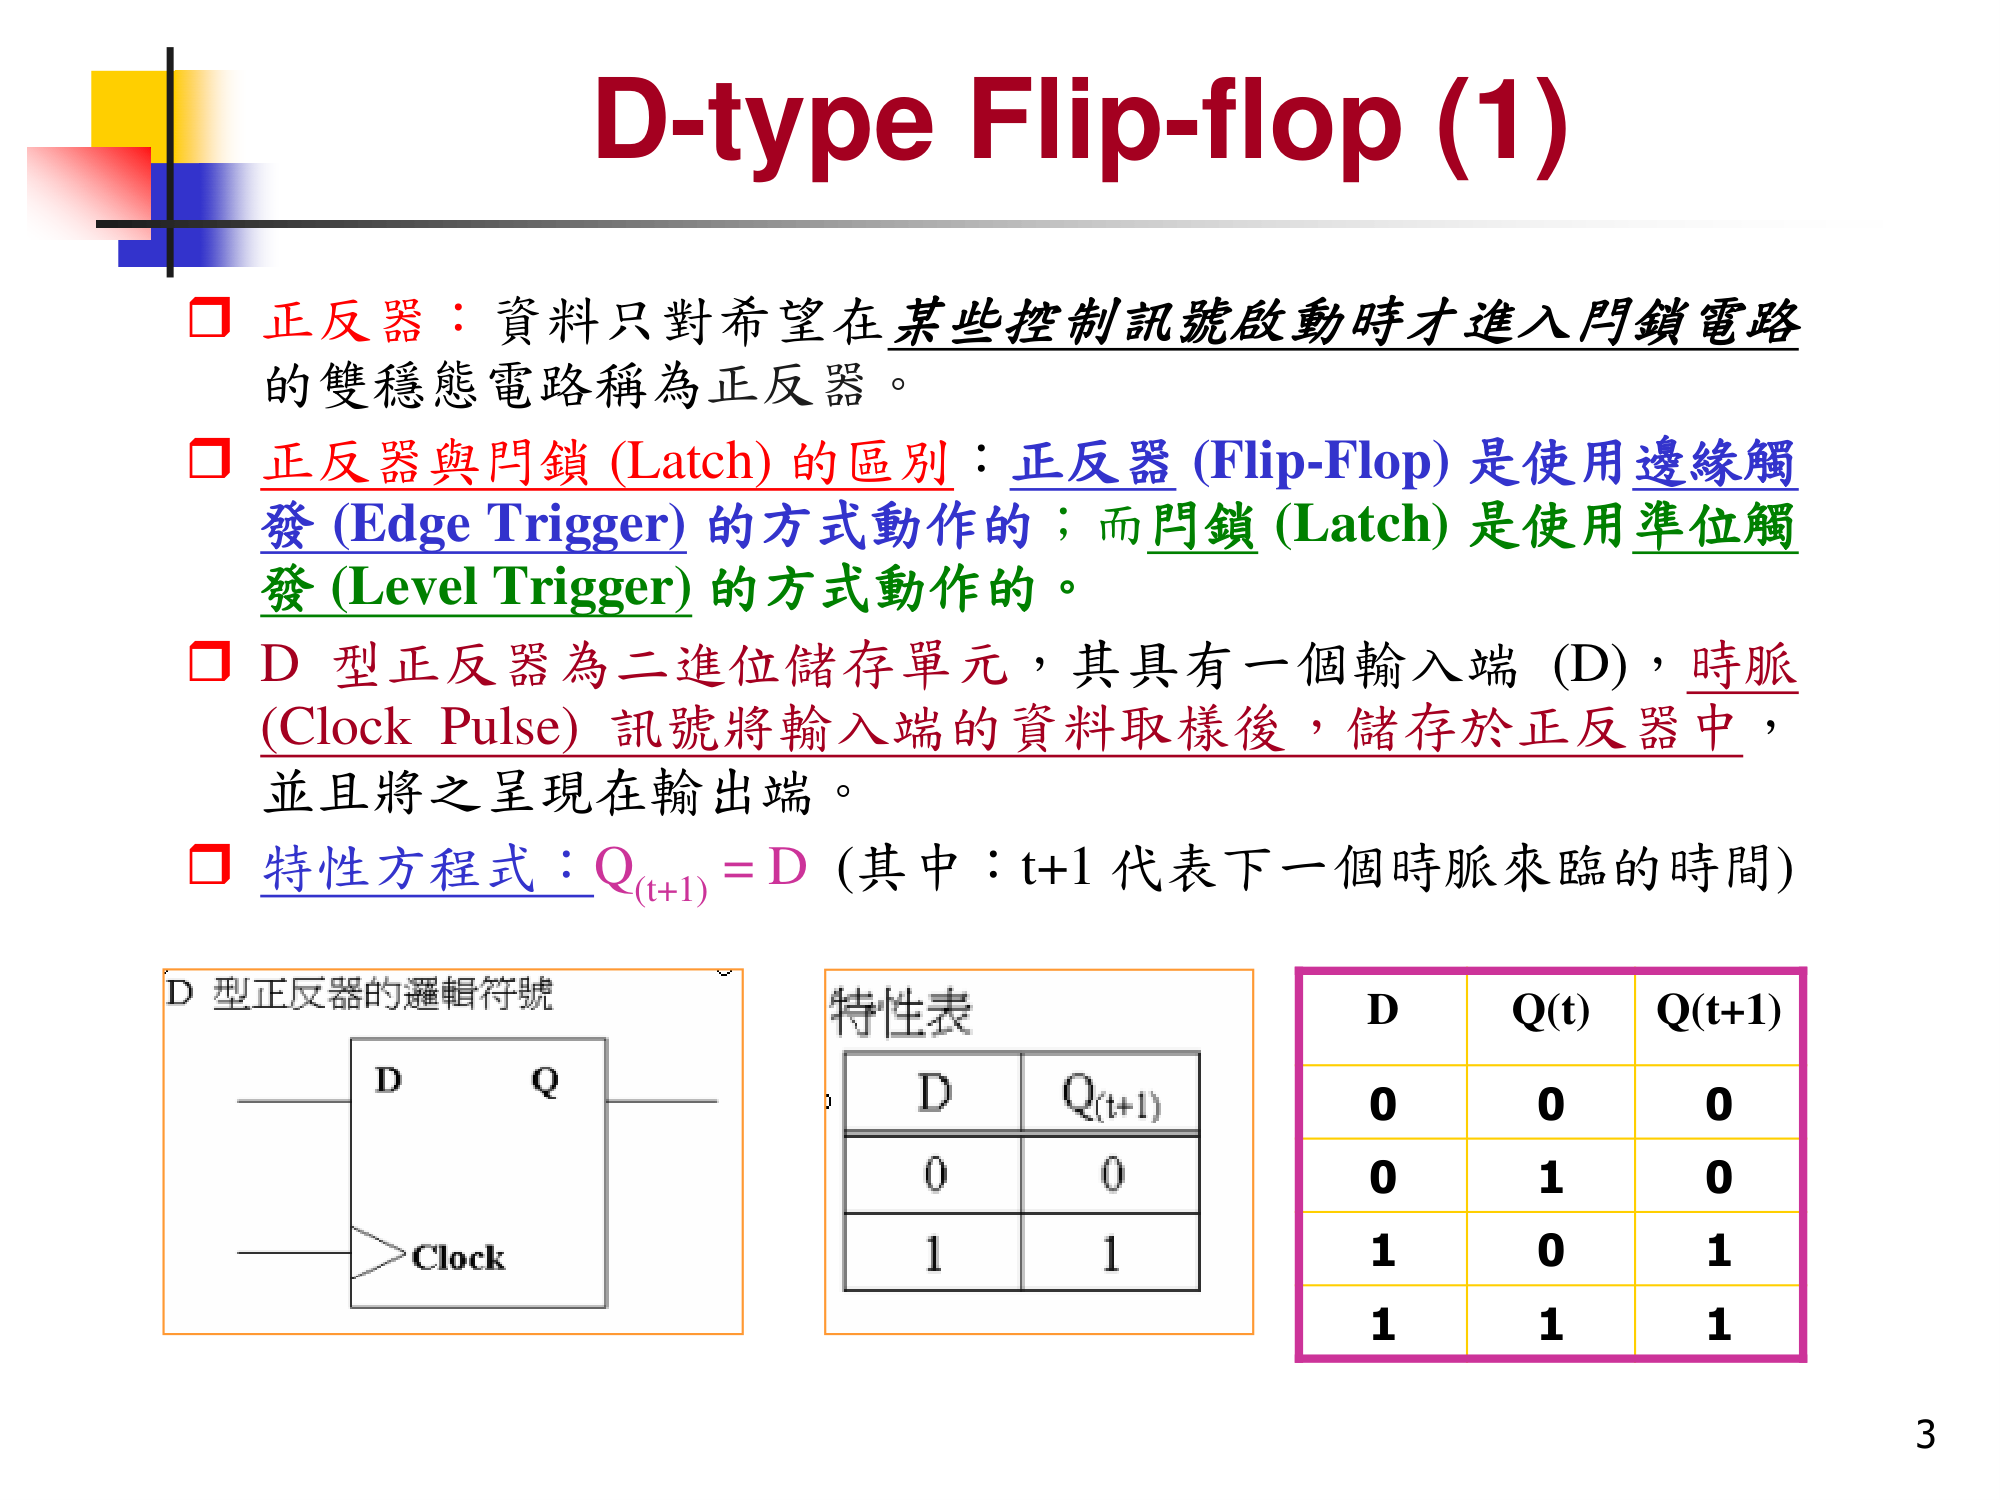 D-type Flip-flop (1)
正反器：資料只對希望在某些控制訊號啟動時才進入閂鎖電路
的雙穩態電路稱為正反器。
正反器與閂鎖 (Latch) 的區別：正反器 (Flip-Flop) 是使用邊緣觸
發 (Edge Trigger) 的方式動作的；而閂鎖 (Latch) 是使用準位觸
發 (Level Trigger) 的方式動作的。
D 型正反器為二進位儲存單元，其具有一個輸入端 (D)，時脈
(Clock Pulse) 訊號將輸入端的資料取樣後，儲存於正反器中，
並且將之呈現在輸出端。
特性方程式：Q(t+1) = D (其中：t+1 代表下一個時脈來臨的時間)
D 型正反器的邏輯符號
D Q
Clock
特性表
D Q(t+1)
0 0
1 1
D Q(t) Q(t+1)
0 0 0
0 1 0
1 0 1
1 1 1
3